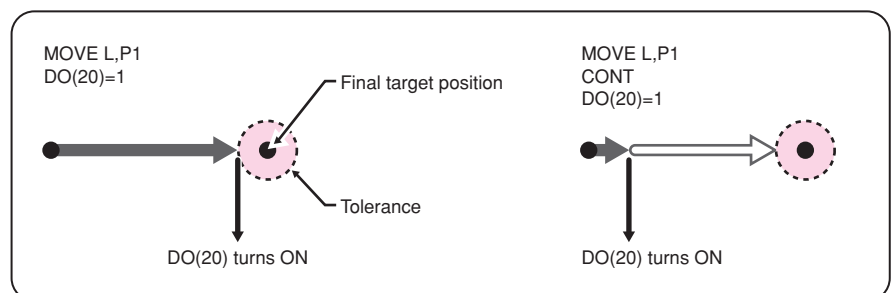 MOVE L,P1
DO(20)=1
Final target position
Tolerance
DO(20) turns ON
MOVE L,P1
CONT
DO(20)=1
DO(20) turns ON